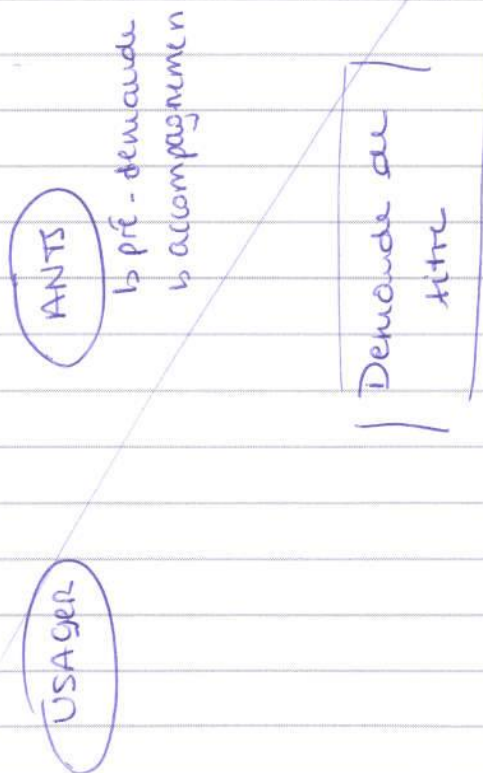 USAGER
ANTS
↳ pré-demande
↳ accompagnemen
Demande de
titre